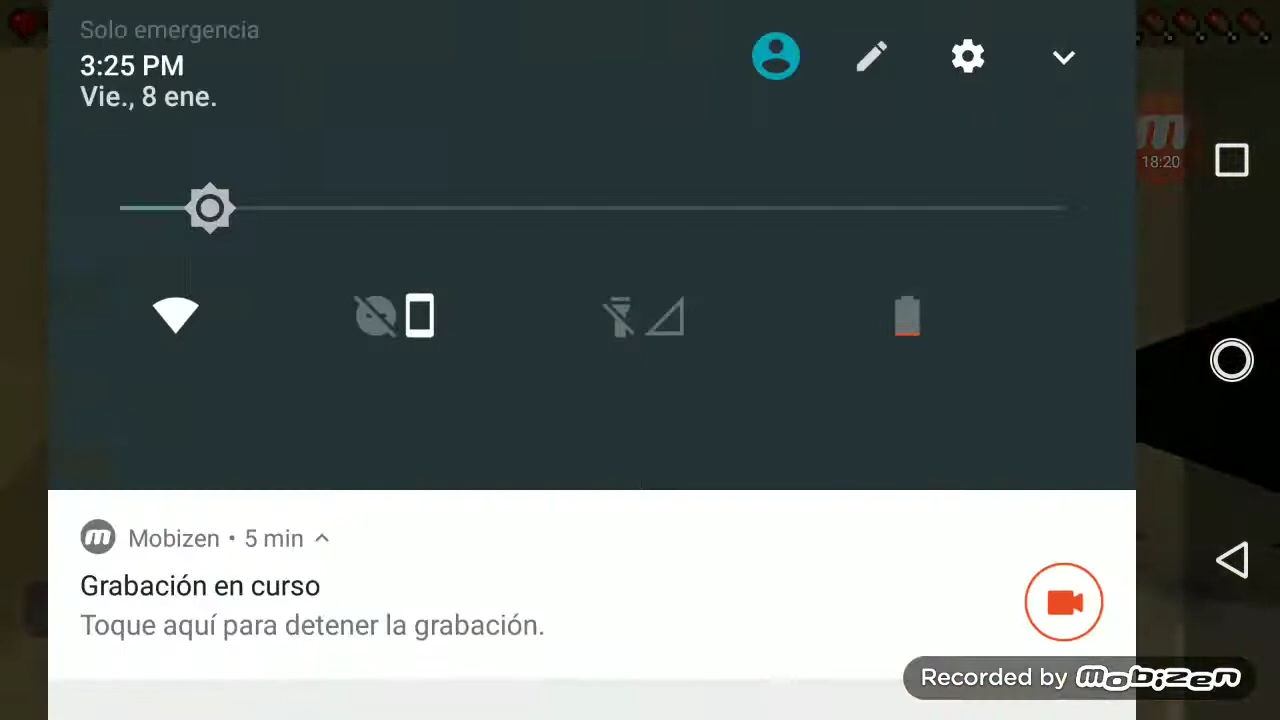 Solo emergencia
3:25 PM
Vie., 8 ene.
18:20
Mobizen • 5 min
Grabación en curso
Toque aquí para detener la grabación.
Recorded by mobizen